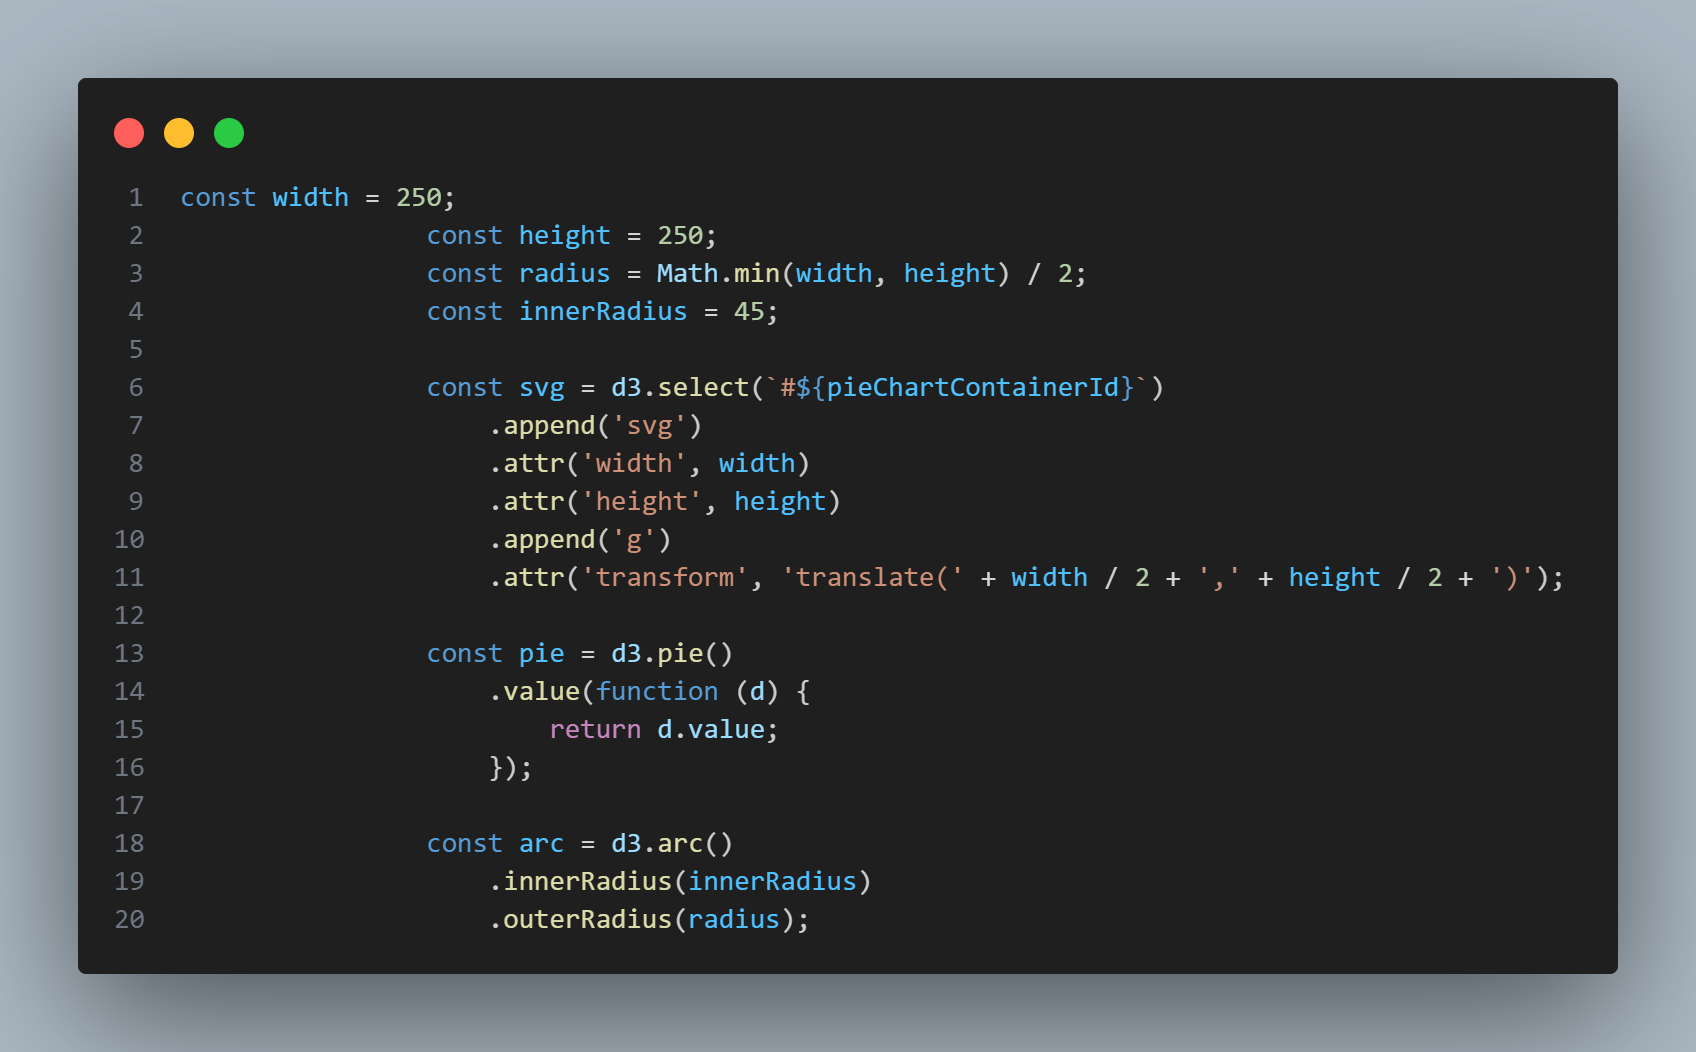 1 const width = 250;
2 const height = 250;
3 const radius = Math.min(width, height) / 2;
4 const innerRadius = 45;
5
6 const svg = d3.select(`#${pieChartContainerId}`)
7 .append('svg')
8 .attr('width', width)
9 .attr('height', height)
10 .append('g')
11 .attr('transform', 'translate(' + width / 2 + ',' + height / 2 + ')');
12
13 const pie = d3.pie()
14 .value(function (d) {
15 return d.value;
16 });
17
18 const arc = d3.arc()
19 .innerRadius(innerRadius)
20 .outerRadius(radius);